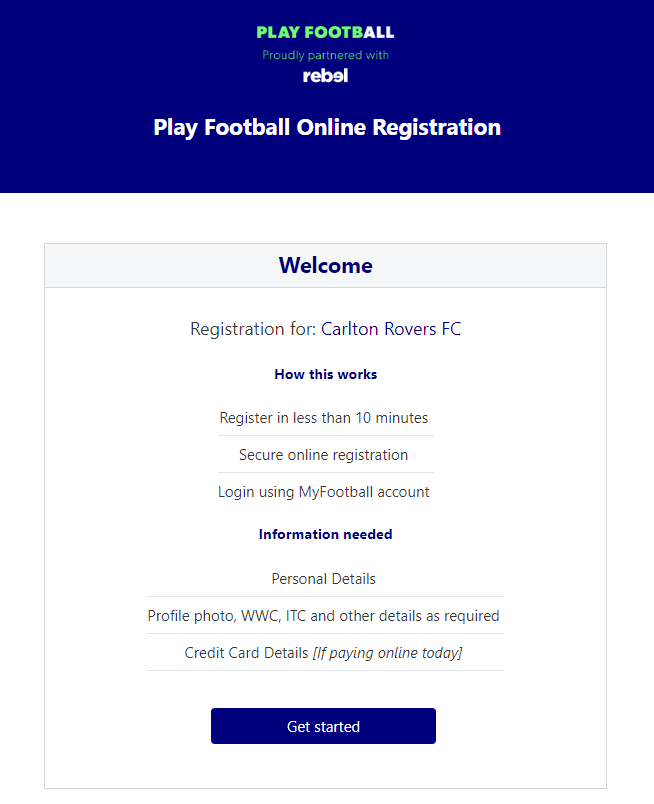 PLAY FOOTBALL
Proudly partnered with
rebel
Play Football Online Registration
Welcome
Registration for: Carlton Rovers FC
How this works
Register in less than 10 minutes
Secure online registration
Login using MyFootball account
Information needed
Personal Details
Profile photo, WWC, ITC and other details as required
Credit Card Details [If paying online today]
Get started